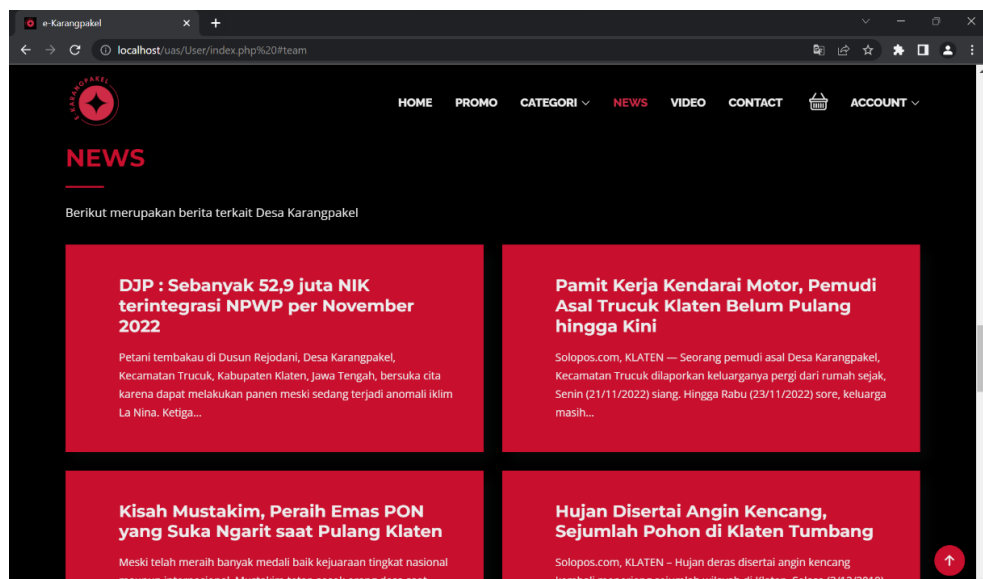 e-Karangpakel
localhost/uas/User/index.php%20#team
E KARANGPAKEL
HOME PROMO CATEGORI NEWS VIDEO CONTACT ACCOUNT
NEWS
Berikut merupakan berita terkait Desa Karangpakel
DJP : Sebanyak 52,9 juta NIK
terintegrasi NPWP per November
2022
Petani tembakau di Dusun Rejodani, Desa Karangpakel,
Kecamatan Trucuk, Kabupaten Klaten, Jawa Tengah, bersuka cita
karena dapat melakukan panen meski sedang terjadi anomali iklim
La Nina. Ketiga...
Pamit Kerja Kendarai Motor, Pemudi
Asal Trucuk Klaten Belum Pulang
hingga Kini
Solopos.com, KLATEN — Seorang pemudi asal Desa Karangpakel,
Kecamatan Trucuk dilaporkan keluarganya pergi dari rumah sejak,
Senin (21/11/2022) siang. Hingga Rabu (23/11/2022) sore, keluarga
masih...
Kisah Mustakim, Peraih Emas PON
yang Suka Ngarit saat Pulang Klaten
Meski telah meraih banyak medali baik kejuaraan tingkat nasional
Hujan Disertai Angin Kencang,
Sejumlah Pohon di Klaten Tumbang
Solopos.com, KLATEN – Hujan deras disertai angin kencang